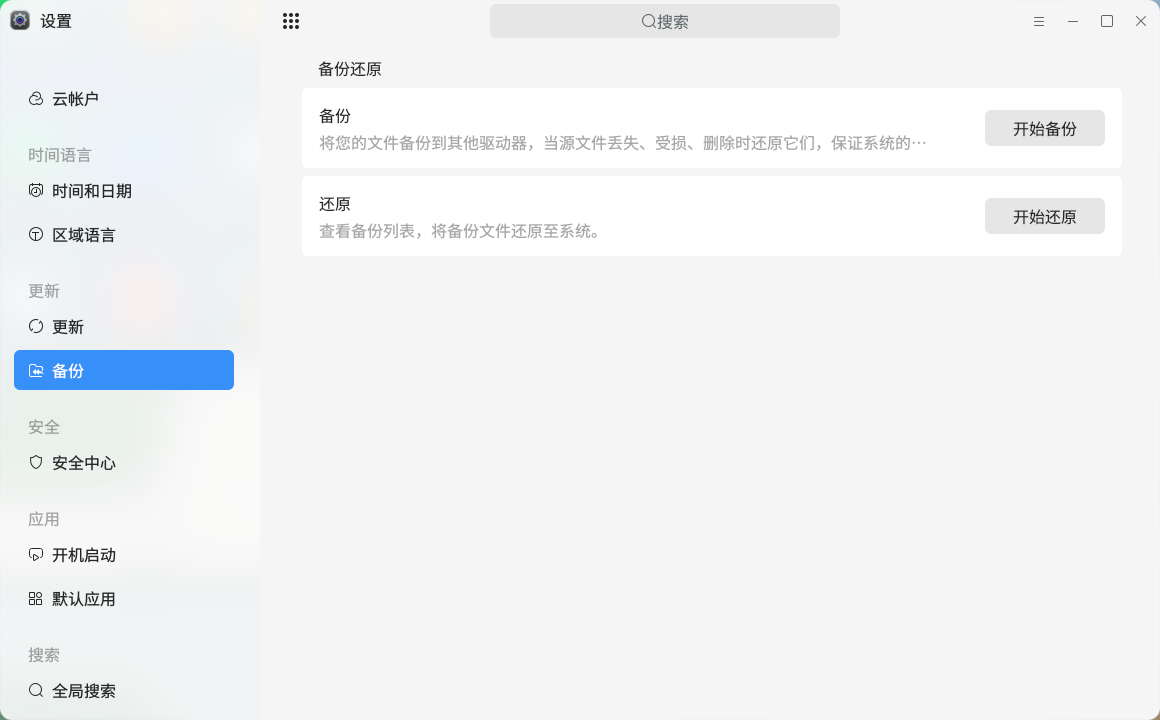 设置
搜索
云帐户
时间语言
时间和日期
区域语言
更新
更新
备份
安全
安全中心
应用
开机启动
默认应用
搜索
全局搜索
备份还原
备份
将您的文件备份到其他驱动器，当源文件丢失、受损、删除时还原它们，保证系统的…
开始备份
还原
查看备份列表，将备份文件还原至系统。
开始还原